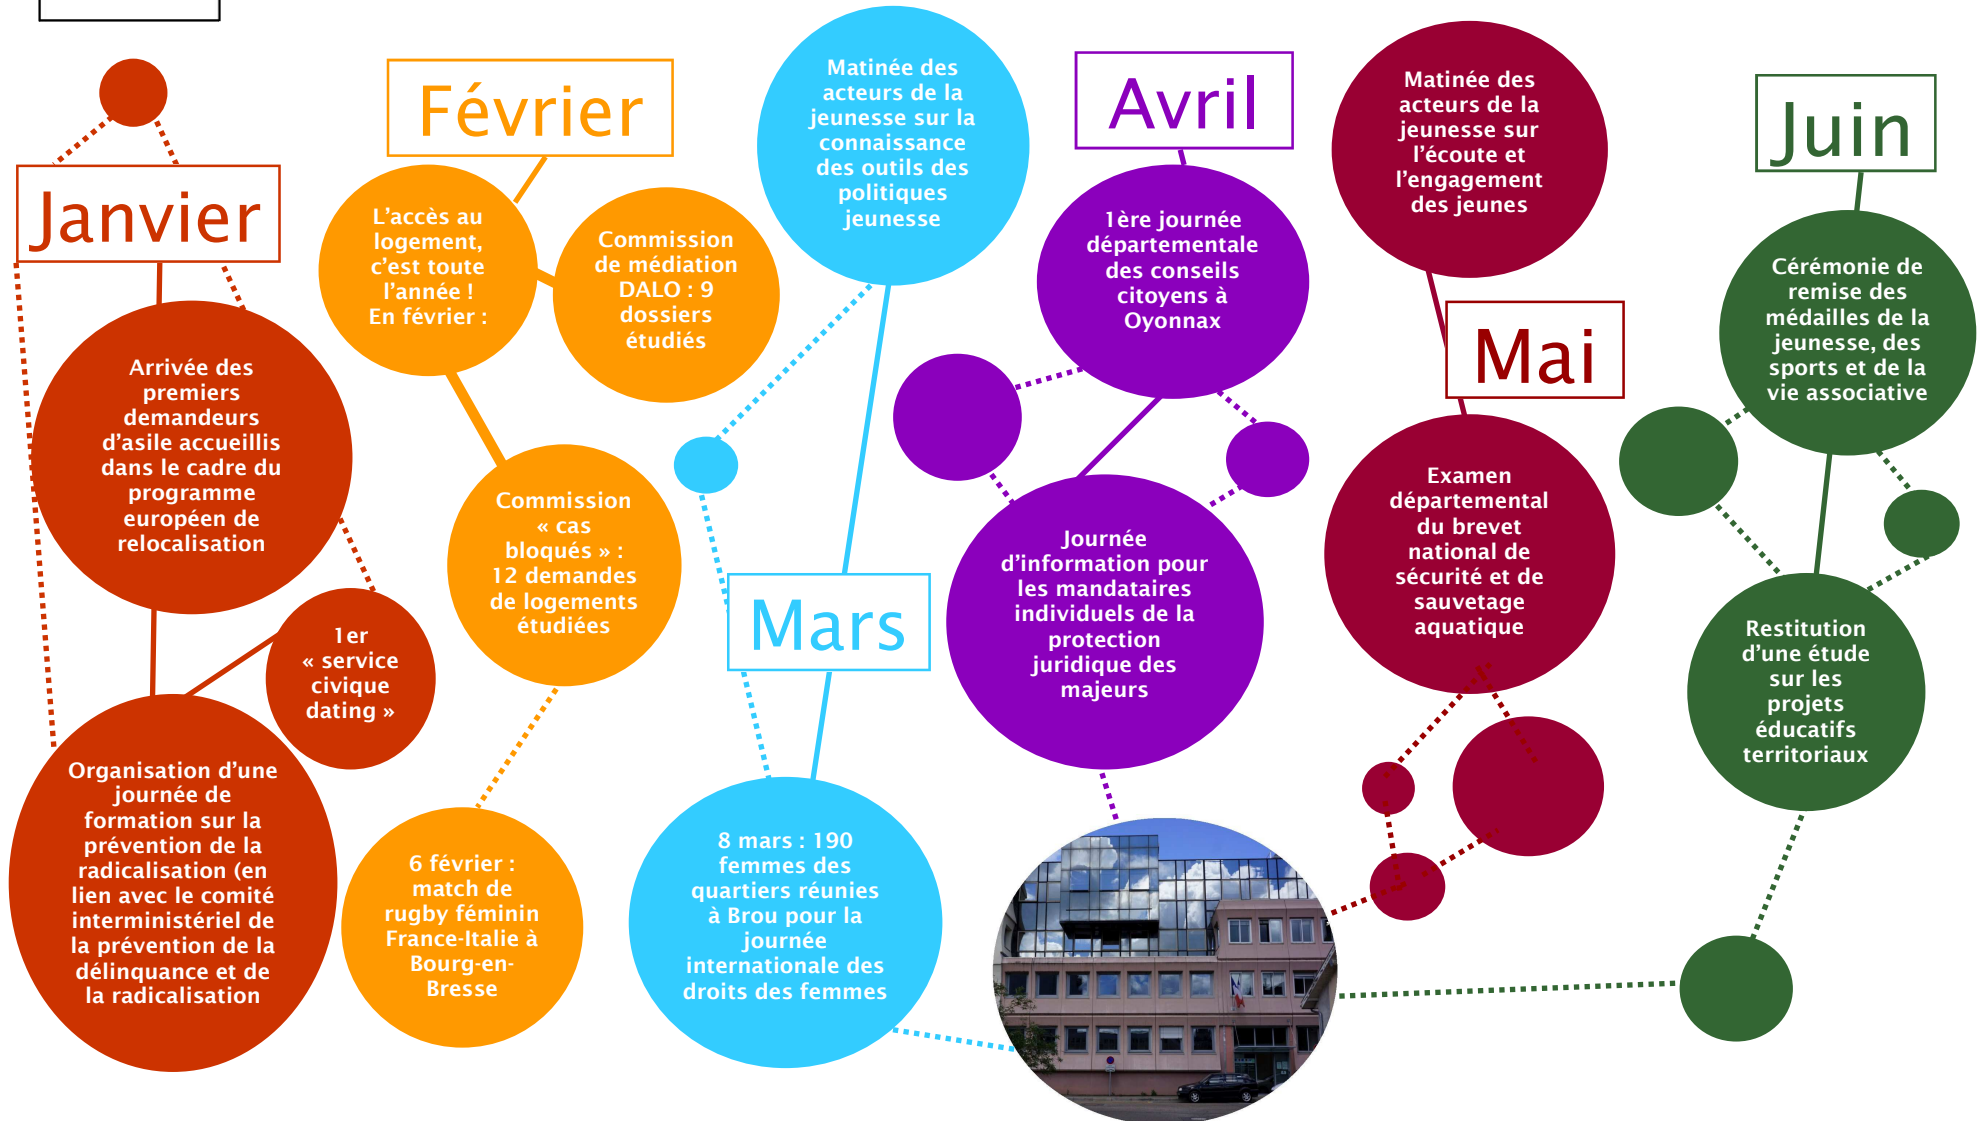 Janvier
Arrivée des
premiers
demandeurs
d’asile accueillis
dans le cadre du
programme
européen de
relocalisation
1er
« service
civique
dating »
Organisation d’une
journée de
formation sur la
prévention de la
radicalisation (en
lien avec le comité
interministériel de
la prévention de la
délinquance et de
la radicalisation
Février
L’accès au
logement,
c’est toute
l’année !
En février :
Commission
de médiation
DALO : 9
dossiers
étudiés
Commission
« cas
bloqués » :
12 demandes
de logements
étudiées
6 février :
match de
rugby féminin
France-Italie à
Bourg-en-
Bresse
Matinée des
acteurs de la
jeunesse sur la
connaissance
des outils des
politiques
jeunesse
Mars
8 mars : 190
femmes des
quartiers réunies
à Brou pour la
journée
internationale des
droits des femmes
Avril
1ère journée
départementale
des conseils
citoyens à
Oyonnax
Journée
d’information pour
les mandataires
individuels de la
protection
juridique des
majeurs
Matinée des
acteurs de la
jeunesse sur
l’écoute et
l’engagement
des jeunes
Mai
Examen
départemental
du brevet
national de
sécurité et de
sauvetage
aquatique
Juin
Cérémonie de
remise des
médailles de la
jeunesse, des
sports et de la
vie associative
Restitution
d’une étude
sur les
projets
éducatifs
territoriaux